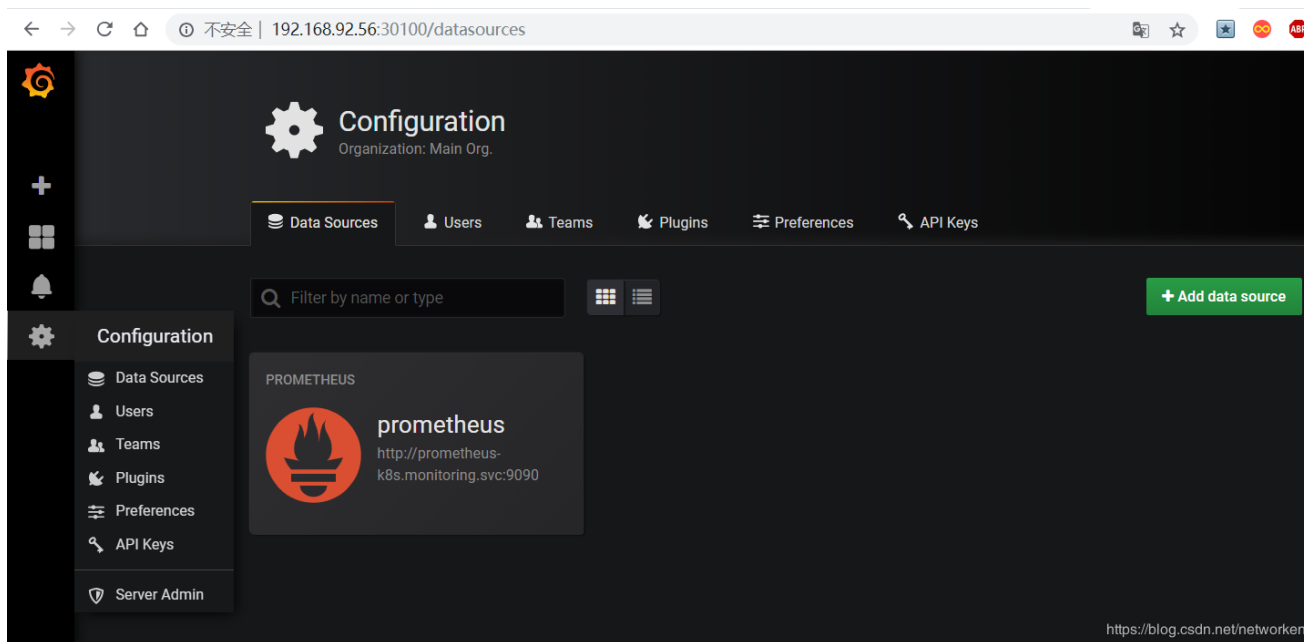 不安全 | 192.168.92.56:30100/datasources
Configuration
Organization: Main Org.
Data Sources Users Teams Plugins Preferences API Keys
Filter by name or type
+ Add data source
Configuration
Data Sources
Users
Teams
Plugins
Preferences
API Keys
Server Admin
PROMETHEUS
prometheus
http://prometheus-
k8s.monitoring.svc:9090
https://blog.csdn.net/networken
ABP